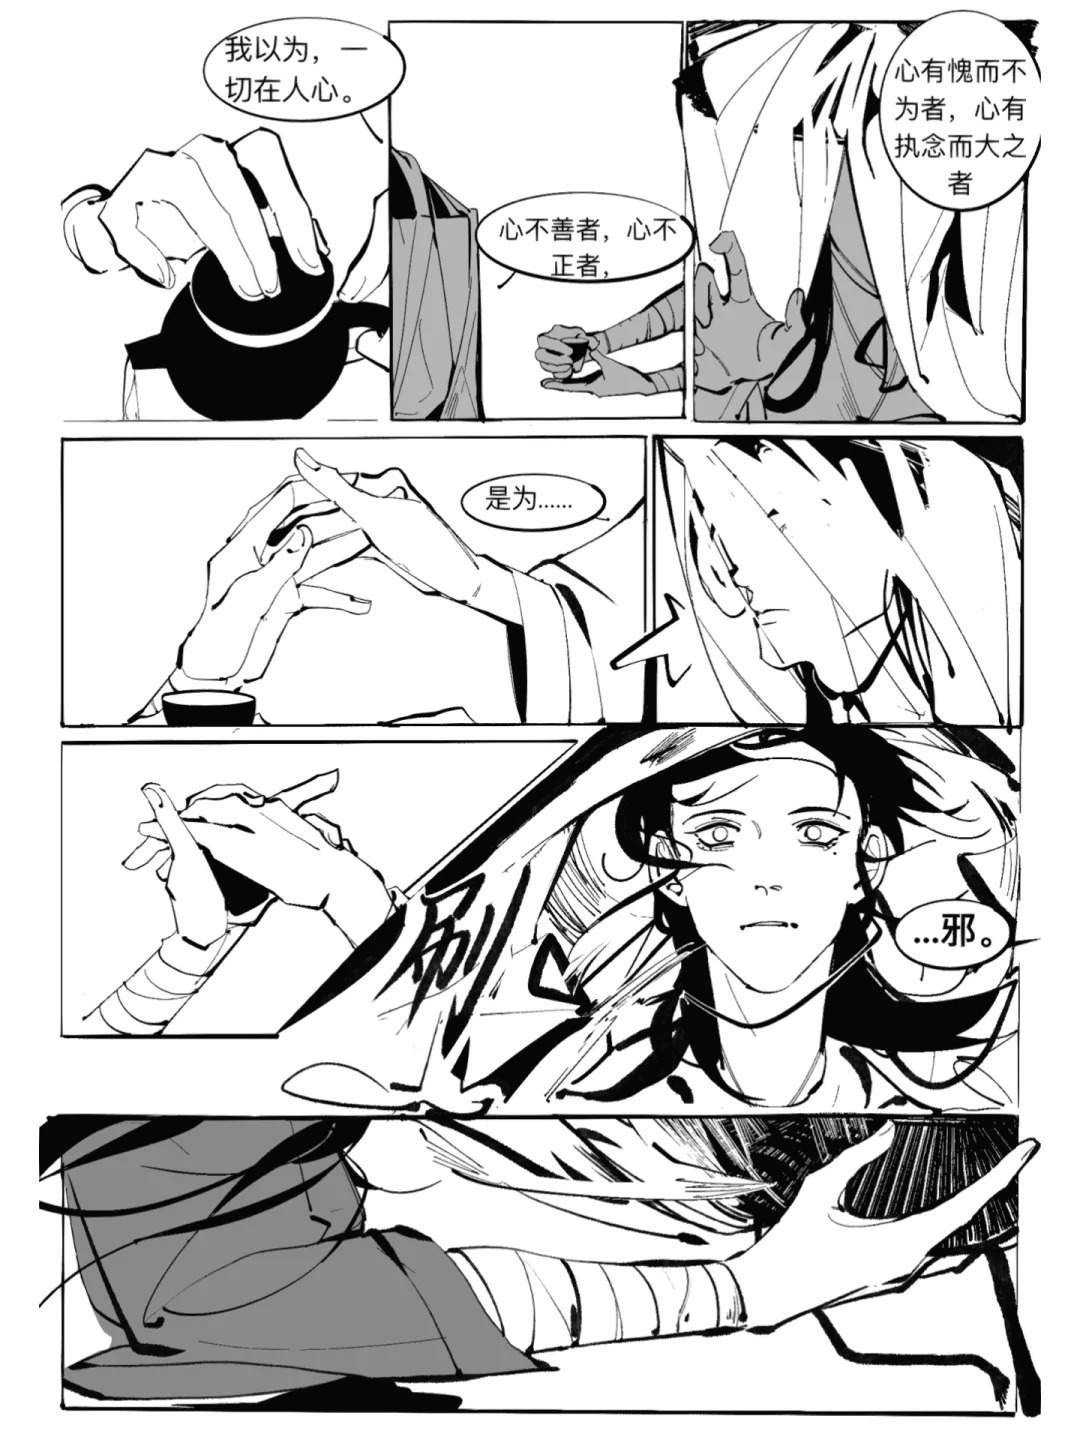 我以为，一
切在人心。
心不善者，心不
正者，
心有愧而不
为者，心有
执念而大之
者
是为……
刷
…邪。